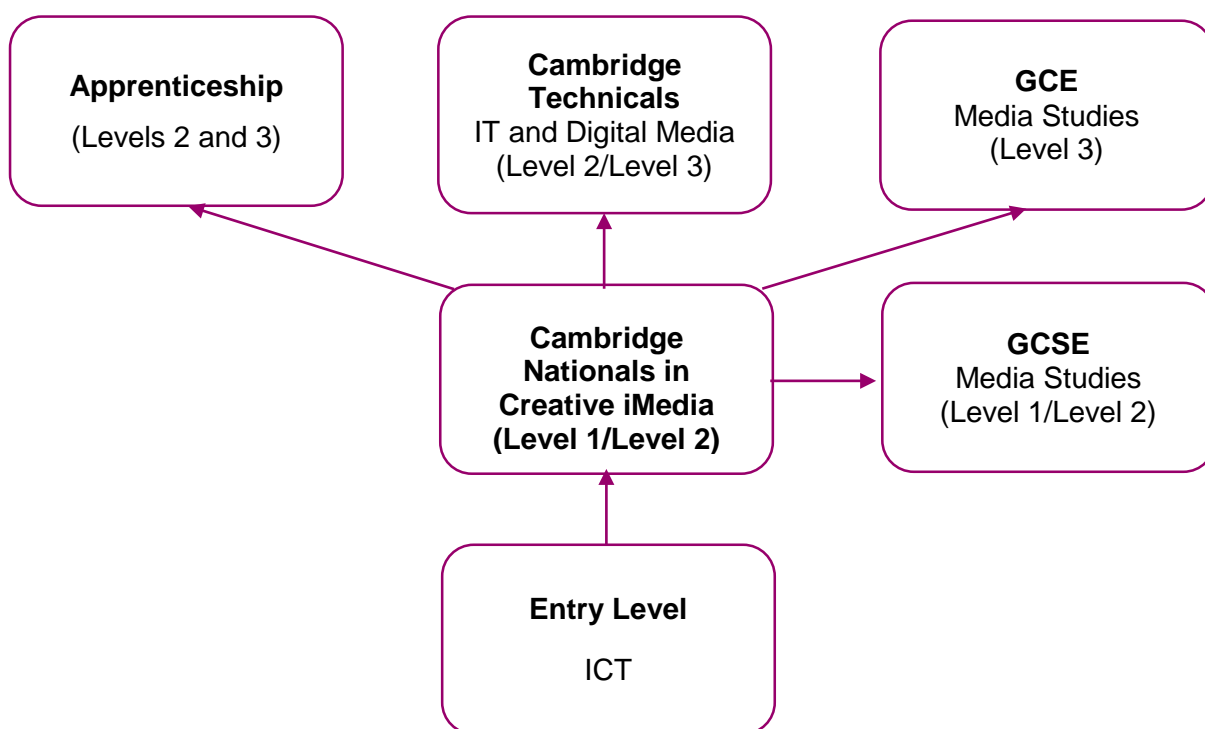 Apprenticeship
(Levels 2 and 3)
Cambridge
Technicals
IT and Digital Media
(Level 2/Level 3)
GCE
Media Studies
(Level 3)
Cambridge
Nationals in
Creative iMedia
(Level 1/Level 2)
GCSE
Media Studies
(Level 1/Level 2)
Entry Level
ICT